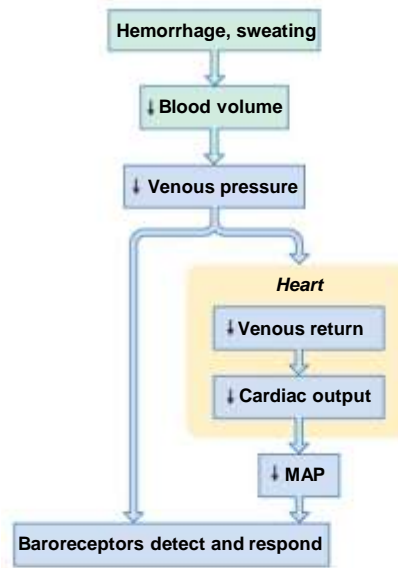 Hemorrhage, sweating
↓ Blood volume
↓ Venous pressure
Heart
↓ Venous return
↓ Cardiac output
↓ MAP
Baroreceptors detect and respond